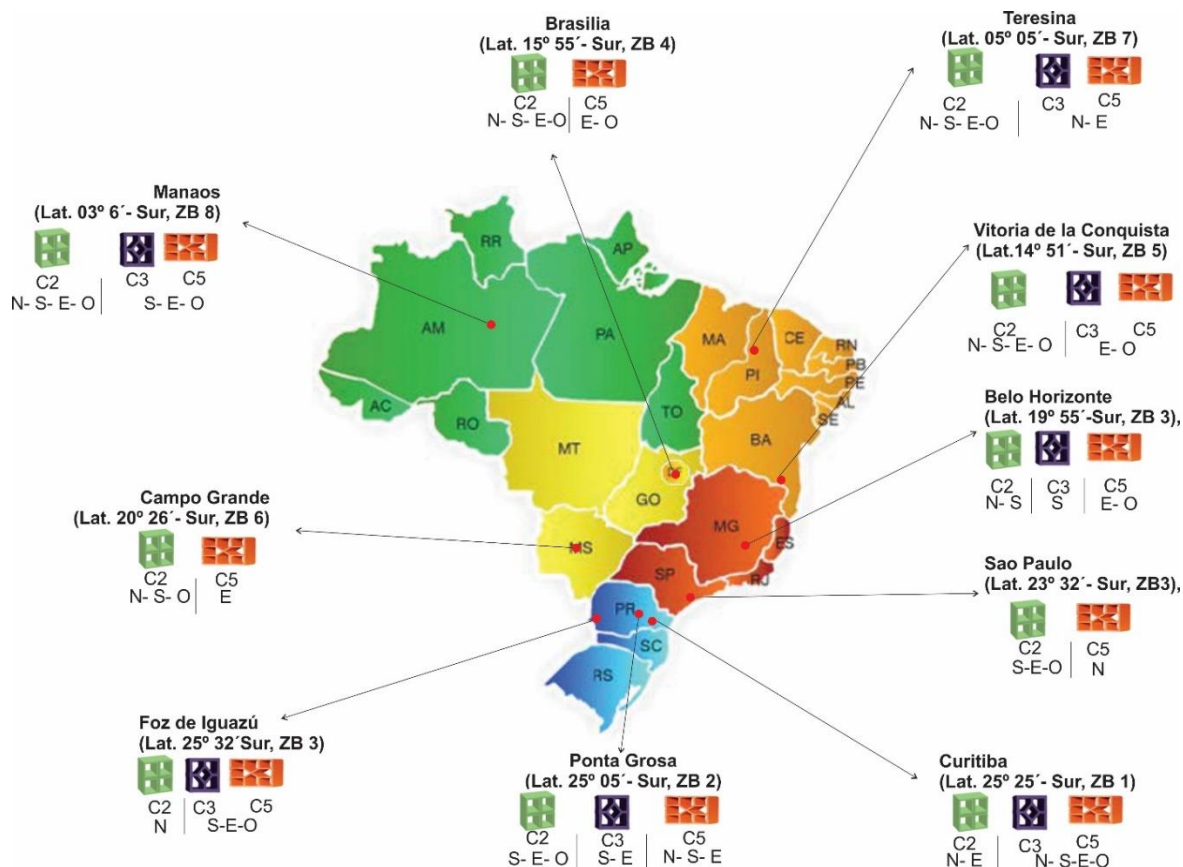 Brasilia
(Lat. 15º 55´- Sur, ZB 4)
C2 C5
N- S- E-O E- O
Teresina
(Lat. 05º 05´- Sur, ZB 7)
C2 C3 C5
N- S- E-O N- E
Manaos
(Lat. 03º 6´- Sur, ZB 8)
C2 C3 C5
N- S- E- O S- E- O
Vitoria de la Conquista
(Lat.14º 51´- Sur, ZB 5)
C2 C3 C5
N- S-E- O E- O
Belo Horizonte
(Lat. 19º 55´-Sur, ZB 3),
C2 C3 C5
N- S S E- O
Campo Grande
(Lat. 20º 26´- Sur, ZB 6)
C2 C5
N- S- O E
Sao Paulo
(Lat. 23º 32´- Sur, ZB3),
C2 C5
S-E-O N
Foz de Iguazú
(Lat. 25º 32´Sur, ZB 3)
C2 C3 C5
N S-E-O
Ponta Grosa
(Lat. 25º 05´- Sur, ZB 2)
C2 C3 C5
S- E- O S- E N- S- E
Curitiba
(Lat. 25º 25´- Sur, ZB 1)
C2 C3 C5
N- E N- S-E-O
RR
AP
AM
PA
MA
CE
RN
PB
PE
AL
SE
PI
AC
RO
TO
BA
MT
GO
MG
ES
MS
SP
RJ
PR
SC
RS